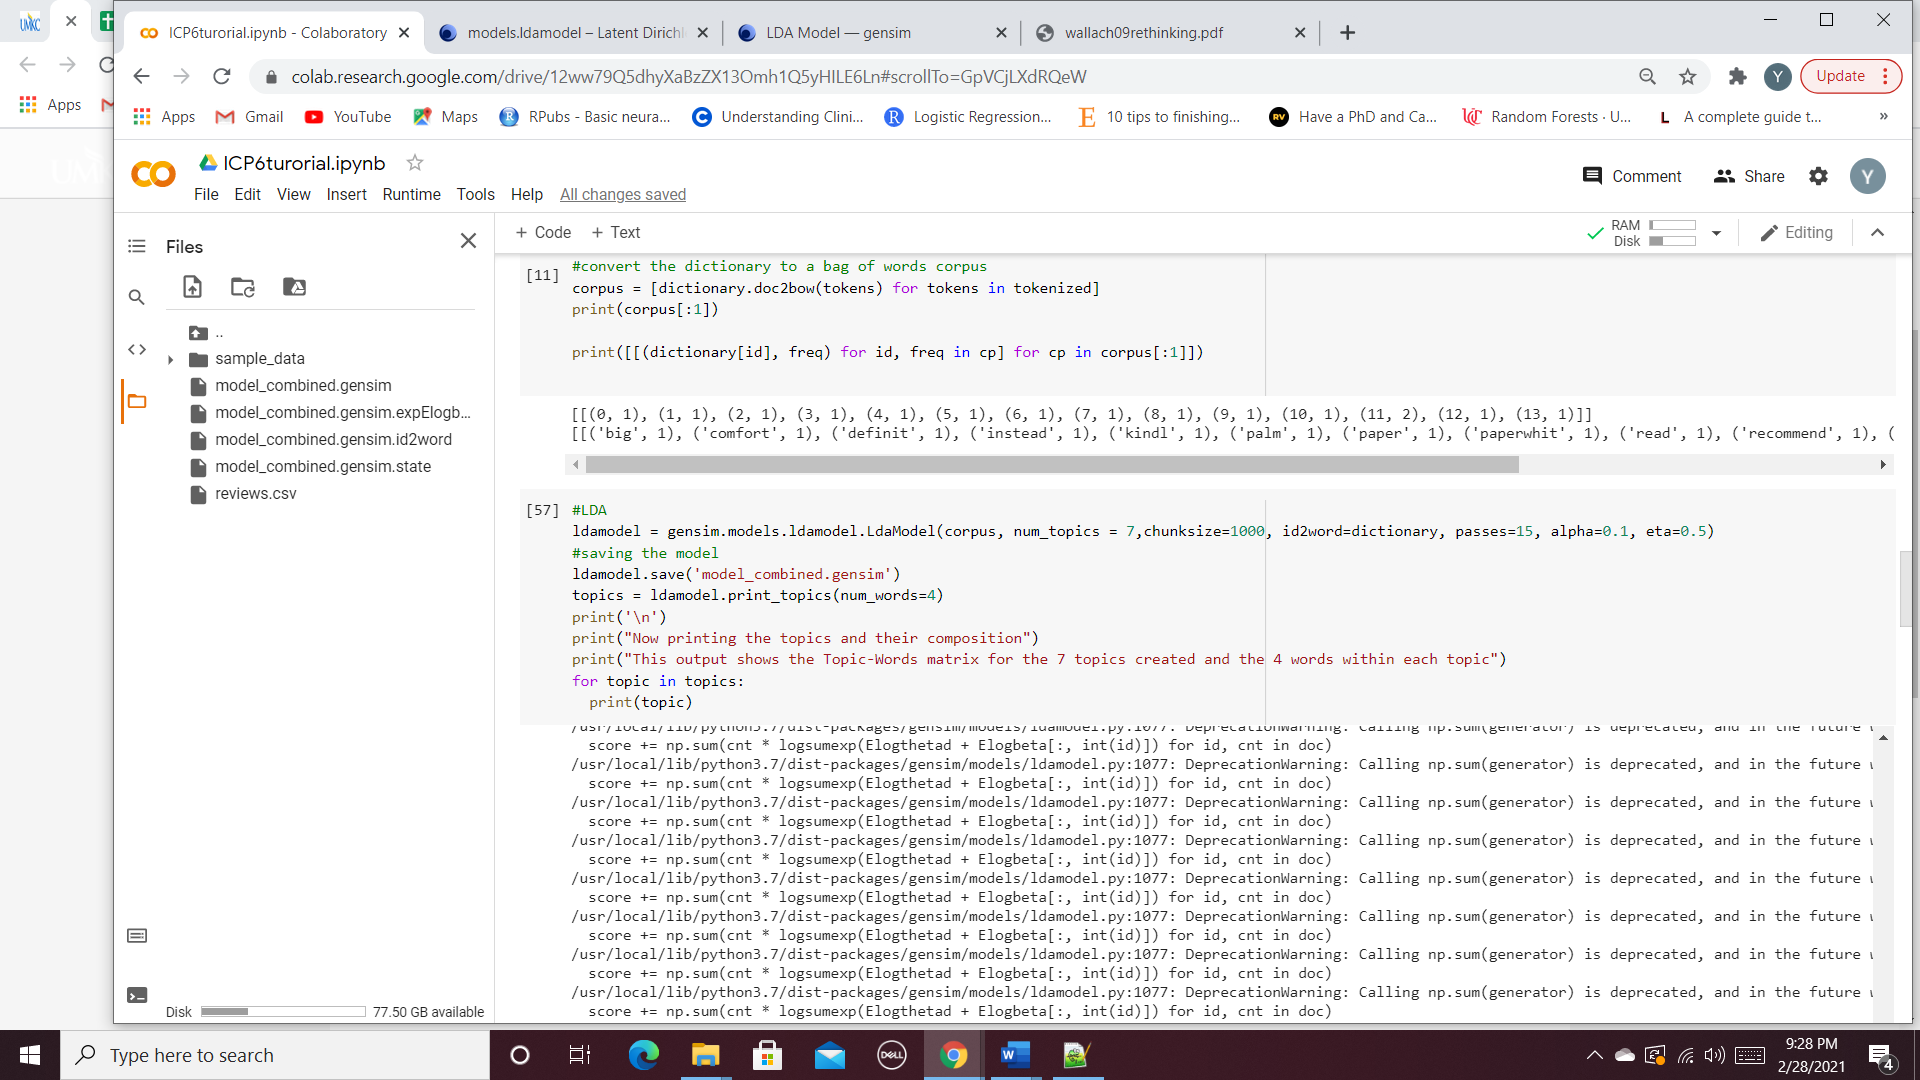 ICP6turorial.ipynb - Colaboratory
models.ldamodel – Latent Dirichl
LDA Model — gensim
wallach09rethinking.pdf
colab.research.google.com/drive/12ww79Q5dhyXaBzZX13Omh1Q5yHILE6Ln#scrollTo=GpVCjLXdRQeW
Y
Update
Apps
Apps
Gmail
YouTube
Maps
RPubs - Basic neura...
Understanding Clini...
Logistic Regression...
10 tips to finishing...
Have a PhD and Ca...
Random Forests · U...
A complete guide t...
»
ICP6turorial.ipynb
Comment
Share
Y
File Edit View Insert Runtime Tools Help All changes saved
Files
+ Code + Text
RAM
Disk
Editing
..
sample_data
model_combined.gensim
model_combined.gensim.expElogb...
model_combined.gensim.id2word
model_combined.gensim.state
reviews.csv
Disk 77.50 GB available
[11]
#convert the dictionary to a bag of words corpus
corpus = [dictionary.doc2bow(tokens) for tokens in tokenized]
print(corpus[:1])
print([[(dictionary[id], freq) for id, freq in cp] for cp in corpus[:1]])
[[(0, 1), (1, 1), (2, 1), (3, 1), (4, 1), (5, 1), (6, 1), (7, 1), (8, 1), (9, 1), (10, 1), (11, 2), (12, 1), (13, 1)]]
[[('big', 1), ('comfort', 1), ('definit', 1), ('instead', 1), ('kindl', 1), ('palm', 1), ('paper', 1), ('paperwhit', 1), ('read', 1), ('recommend', 1), (
[57]
#LDA
ldamodel = gensim.models.ldamodel.LdaModel(corpus, num_topics = 7,chunksize=1000, id2word=dictionary, passes=15, alpha=0.1, eta=0.5)
#saving the model
ldamodel.save('model_combined.gensim')
topics = ldamodel.print_topics(num_words=4)
print('\n')
print("Now printing the topics and their composition")
print("This output shows the Topic-Words matrix for the 7 topics created and the 4 words within each topic")
for topic in topics:
print(topic)
/usr/local/lib/python3.7/dist-packages/gensim/models/ldamodel.py:1077: DeprecationWarning: Calling np.sum(generator) is deprecated, and in the future
score += np.sum(cnt * logsumexp(Elogthetad + Elogbeta[:, int(id)]) for id, cnt in doc)
/usr/local/lib/python3.7/dist-packages/gensim/models/ldamodel.py:1077: DeprecationWarning: Calling np.sum(generator) is deprecated, and in the future
score += np.sum(cnt * logsumexp(Elogthetad + Elogbeta[:, int(id)]) for id, cnt in doc)
/usr/local/lib/python3.7/dist-packages/gensim/models/ldamodel.py:1077: DeprecationWarning: Calling np.sum(generator) is deprecated, and in the future
score += np.sum(cnt * logsumexp(Elogthetad + Elogbeta[:, int(id)]) for id, cnt in doc)
/usr/local/lib/python3.7/dist-packages/gensim/models/ldamodel.py:1077: DeprecationWarning: Calling np.sum(generator) is deprecated, and in the future
score += np.sum(cnt * logsumexp(Elogthetad + Elogbeta[:, int(id)]) for id, cnt in doc)
/usr/local/lib/python3.7/dist-packages/gensim/models/ldamodel.py:1077: DeprecationWarning: Calling np.sum(generator) is deprecated, and in the future
score += np.sum(cnt * logsumexp(Elogthetad + Elogbeta[:, int(id)]) for id, cnt in doc)
/usr/local/lib/python3.7/dist-packages/gensim/models/ldamodel.py:1077: DeprecationWarning: Calling np.sum(generator) is deprecated, and in the future
score += np.sum(cnt * logsumexp(Elogthetad + Elogbeta[:, int(id)]) for id, cnt in doc)
/usr/local/lib/python3.7/dist-packages/gensim/models/ldamodel.py:1077: DeprecationWarning: Calling np.sum(generator) is deprecated, and in the future
score += np.sum(cnt * logsumexp(Elogthetad + Elogbeta[:, int(id)]) for id, cnt in doc)
/usr/local/lib/python3.7/dist-packages/gensim/models/ldamodel.py:1077: DeprecationWarning: Calling np.sum(generator) is deprecated, and in the future
score += np.sum(cnt * logsumexp(Elogthetad + Elogbeta[:, int(id)]) for id, cnt in doc)
Type here to search
DELL
9:28 PM
2/28/2021
4